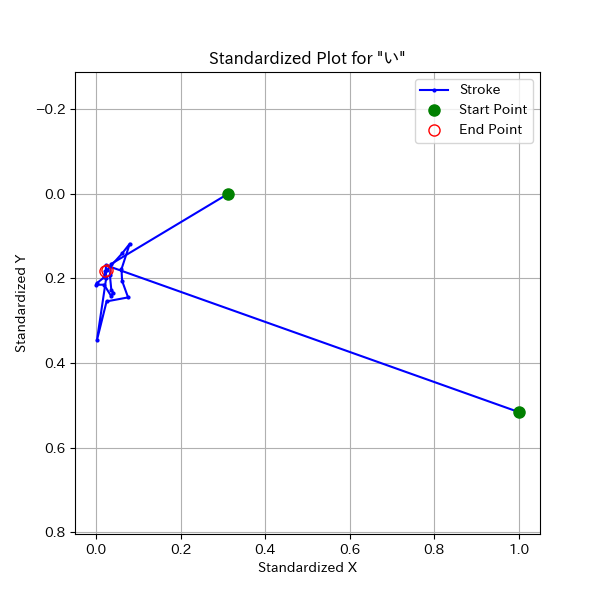 Standardized Plot for "い"
Stroke
Start Point
End Point
−0.2
0.0
0.2
0.4
0.6
0.8
Standardized Y
0.0 0.2 0.4 0.6 0.8 1.0
Standardized X